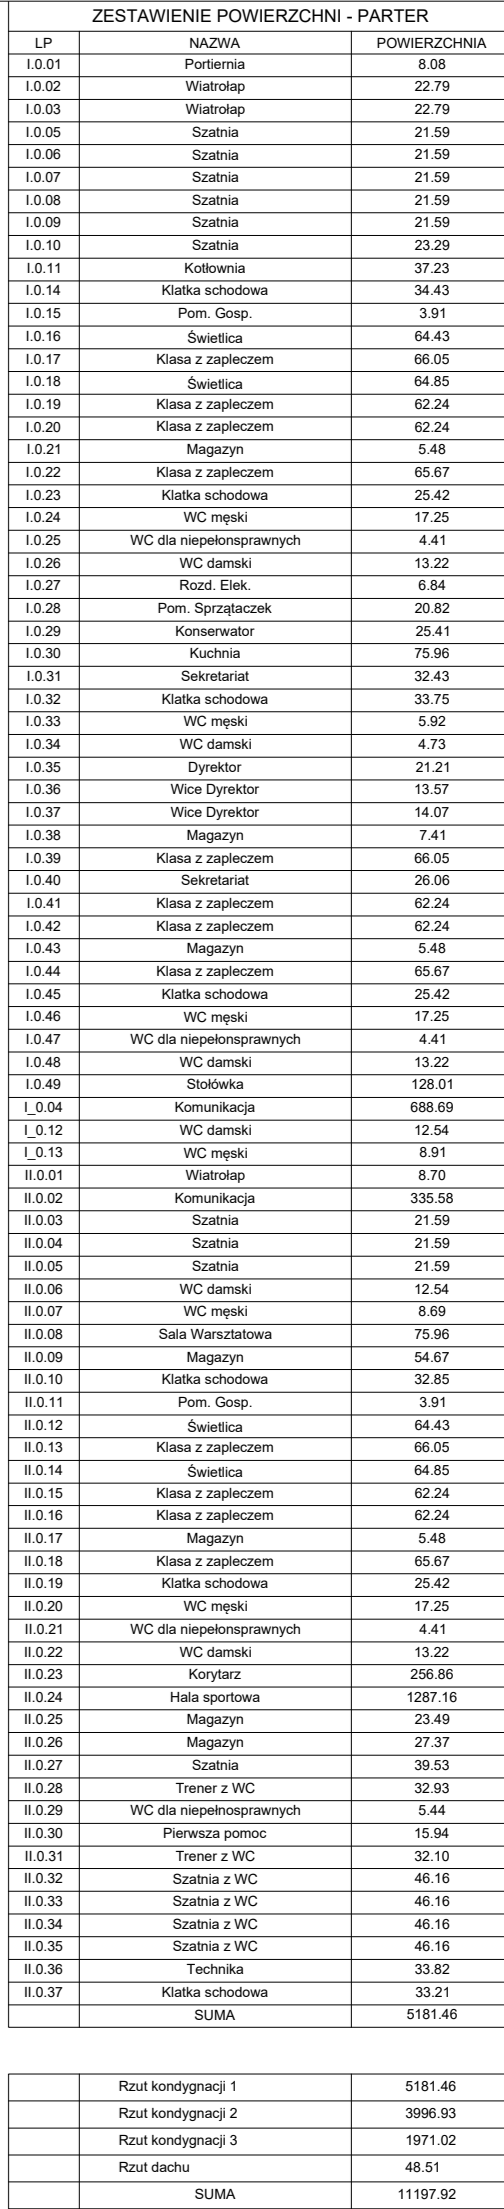 ZESTAWIENIE POWIERZCHNI - PARTER
LP NAZWA POWIERZCHNIA
I.0.01 Portiernia 8.08
I.0.02 Wiatrołap 22.79
I.0.03 Wiatrołap 22.79
I.0.05 Szatnia 21.59
I.0.06 Szatnia 21.59
I.0.07 Szatnia 21.59
I.0.08 Szatnia 21.59
I.0.09 Szatnia 21.59
I.0.10 Szatnia 23.29
I.0.11 Kotłownia 37.23
I.0.14 Klatka schodowa 34.43
I.0.15 Pom. Gosp. 3.91
I.0.16 Świetlica 64.43
I.0.17 Klasa z zapleczem 66.05
I.0.18 Świetlica 64.85
I.0.19 Klasa z zapleczem 62.24
I.0.20 Klasa z zapleczem 62.24
I.0.21 Magazyn 5.48
I.0.22 Klasa z zapleczem 65.67
I.0.23 Klatka schodowa 25.42
I.0.24 WC męski 17.25
I.0.25 WC dla niepełonsprawnych 4.41
I.0.26 WC damski 13.22
I.0.27 Rozd. Elek. 6.84
I.0.28 Pom. Sprzątaczek 20.82
I.0.29 Konserwator 25.41
I.0.30 Kuchnia 75.96
I.0.31 Sekretariat 32.43
I.0.32 Klatka schodowa 33.75
I.0.33 WC męski 5.92
I.0.34 WC damski 4.73
I.0.35 Dyrektor 21.21
I.0.36 Wice Dyrektor 13.57
I.0.37 Wice Dyrektor 14.07
I.0.38 Magazyn 7.41
I.0.39 Klasa z zapleczem 66.05
I.0.40 Sekretariat 26.06
I.0.41 Klasa z zapleczem 62.24
I.0.42 Klasa z zapleczem 62.24
I.0.43 Magazyn 5.48
I.0.44 Klasa z zapleczem 65.67
I.0.45 Klatka schodowa 25.42
I.0.46 WC męski 17.25
I.0.47 WC dla niepełonsprawnych 4.41
I.0.48 WC damski 13.22
I.0.49 Stołówka 128.01
I_0.04 Komunikacja 688.69
I_0.12 WC damski 12.54
I_0.13 WC męski 8.91
II.0.01 Wiatrołap 8.70
II.0.02 Komunikacja 335.58
II.0.03 Szatnia 21.59
II.0.04 Szatnia 21.59
II.0.05 Szatnia 21.59
II.0.06 WC damski 12.54
II.0.07 WC męski 8.69
II.0.08 Sala Warsztatowa 75.96
II.0.09 Magazyn 54.67
II.0.10 Klatka schodowa 32.85
II.0.11 Pom. Gosp. 3.91
II.0.12 Świetlica 64.43
II.0.13 Klasa z zapleczem 66.05
II.0.14 Świetlica 64.85
II.0.15 Klasa z zapleczem 62.24
II.0.16 Klasa z zapleczem 62.24
II.0.17 Magazyn 5.48
II.0.18 Klasa z zapleczem 65.67
II.0.19 Klatka schodowa 25.42
II.0.20 WC męski 17.25
II.0.21 WC dla niepełonsprawnych 4.41
II.0.22 WC damski 13.22
II.0.23 Korytarz 256.86
II.0.24 Hala sportowa 1287.16
II.0.25 Magazyn 23.49
II.0.26 Magazyn 27.37
II.0.27 Szatnia 39.53
II.0.28 Trener z WC 32.93
II.0.29 WC dla niepełnosprawnych 5.44
II.0.30 Pierwsza pomoc 15.94
II.0.31 Trener z WC 32.10
II.0.32 Szatnia z WC 46.16
II.0.33 Szatnia z WC 46.16
II.0.34 Szatnia z WC 46.16
II.0.35 Szatnia z WC 46.16
II.0.36 Technika 33.82
II.0.37 Klatka schodowa 33.21
SUMA 5181.46
Rzut kondygnacji 1 5181.46
Rzut kondygnacji 2 3996.93
Rzut kondygnacji 3 1971.02
Rzut dachu 48.51
SUMA 11197.92